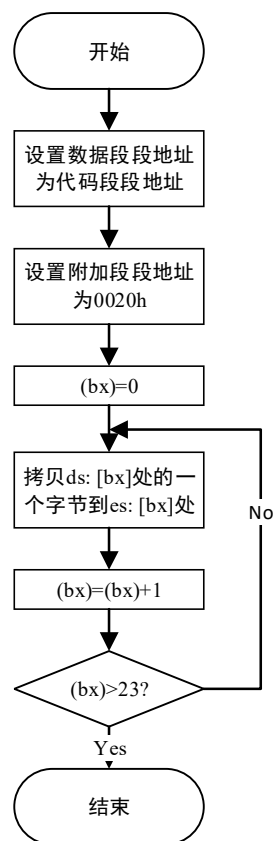 开始
设置数据段段地址
为代码段段地址
设置附加段段地址
为0020h
(bx)=0
拷贝ds: [bx]处的一
个字节到es: [bx]处
No
(bx)=(bx)+1
(bx)>23?
Yes
结束